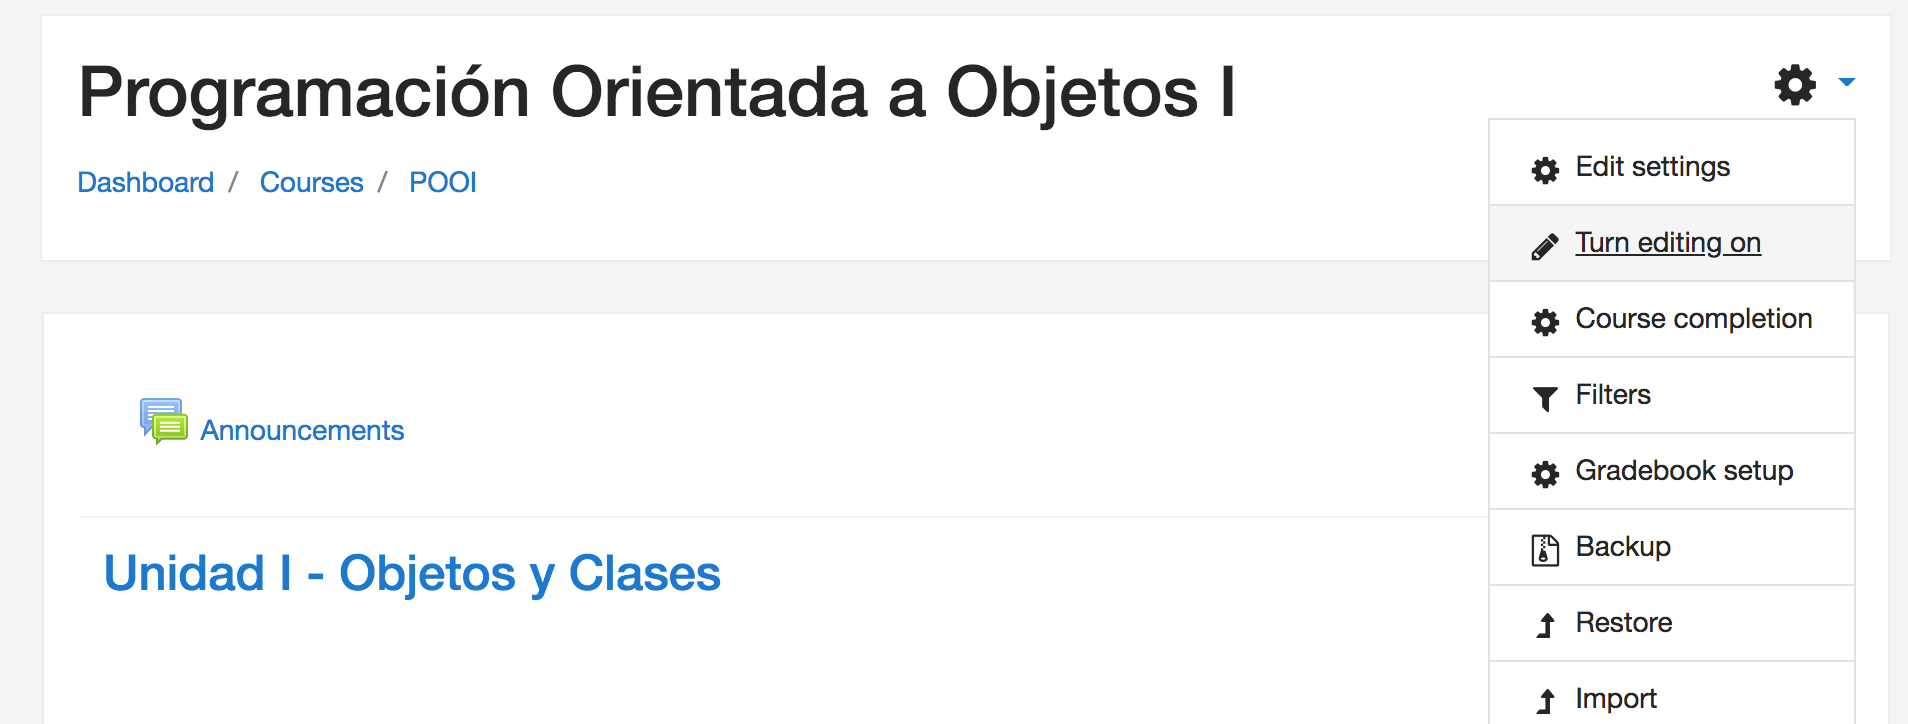 Programación Orientada a Objetos I
Dashboard / Courses / POOI
Edit settings
Turn editing on
Course completion
Filters
Gradebook setup
Backup
Restore
Import
Announcements
Unidad I - Objetos y Clases